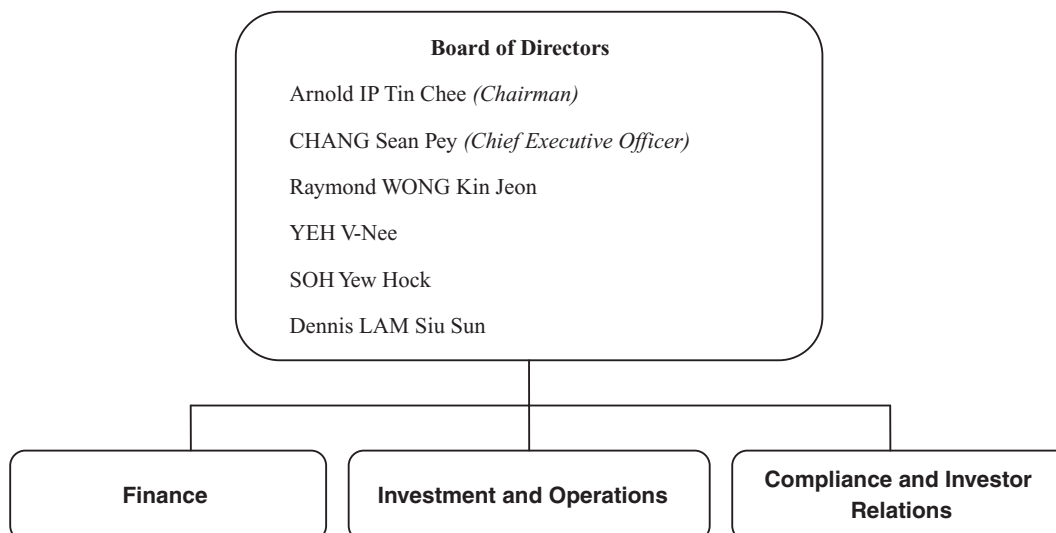 Board of Directors
Arnold IP Tin Chee (Chairman)
CHANG Sean Pey (Chief Executive Officer)
Raymond WONG Kin Jeon
YEH V-Nee
SOH Yew Hock
Dennis LAM Siu Sun
Finance
Investment and Operations
Compliance and Investor
Relations